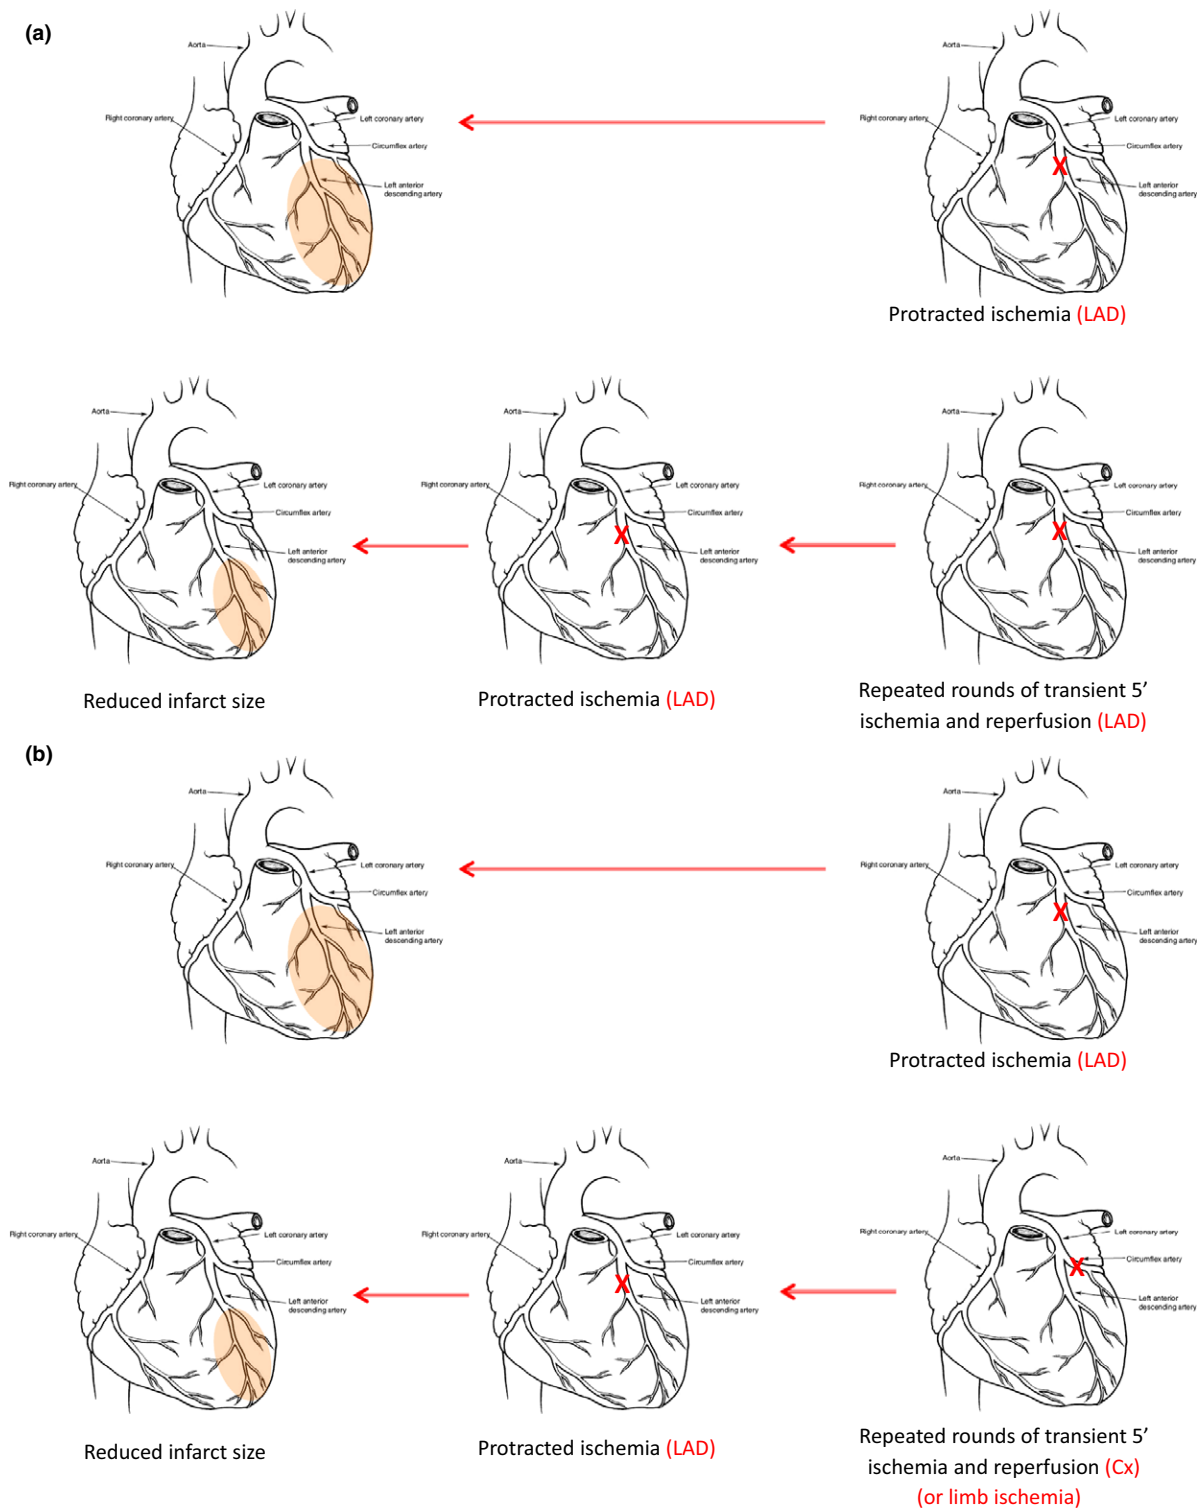 (a)
Aorta
Right coronary artery
Left coronary artery
Circumflex artery
Left anterior
descending artery
Aorta
Right coronary artery
Left coronary artery
Circumflex artery
Left anterior
descending artery
Protracted ischemia (LAD)
Aorta
Right coronary artery
Left coronary artery
Circumflex artery
Left anterior
descending artery
Reduced infarct size
Aorta
Right coronary artery
Left coronary artery
Circumflex artery
Left anterior
descending artery
Protracted ischemia (LAD)
Aorta
Right coronary artery
Left coronary artery
Circumflex artery
Left anterior
descending artery
Repeated rounds of transient 5’
ischemia and reperfusion (LAD)
(b)
Aorta
Right coronary artery
Left coronary artery
Circumflex artery
Left anterior
descending artery
Aorta
Right coronary artery
Left coronary artery
Circumflex artery
Left anterior
descending artery
Protracted ischemia (LAD)
Aorta
Right coronary artery
Left coronary artery
Circumflex artery
Left anterior
descending artery
Reduced infarct size
Aorta
Right coronary artery
Left coronary artery
Circumflex artery
Left anterior
descending artery
Protracted ischemia (LAD)
Aorta
Right coronary artery
Left coronary artery
Circumflex artery
Left anterior
descending artery
Repeated rounds of transient 5’
ischemia and reperfusion (Cx)
(or limb ischemia)